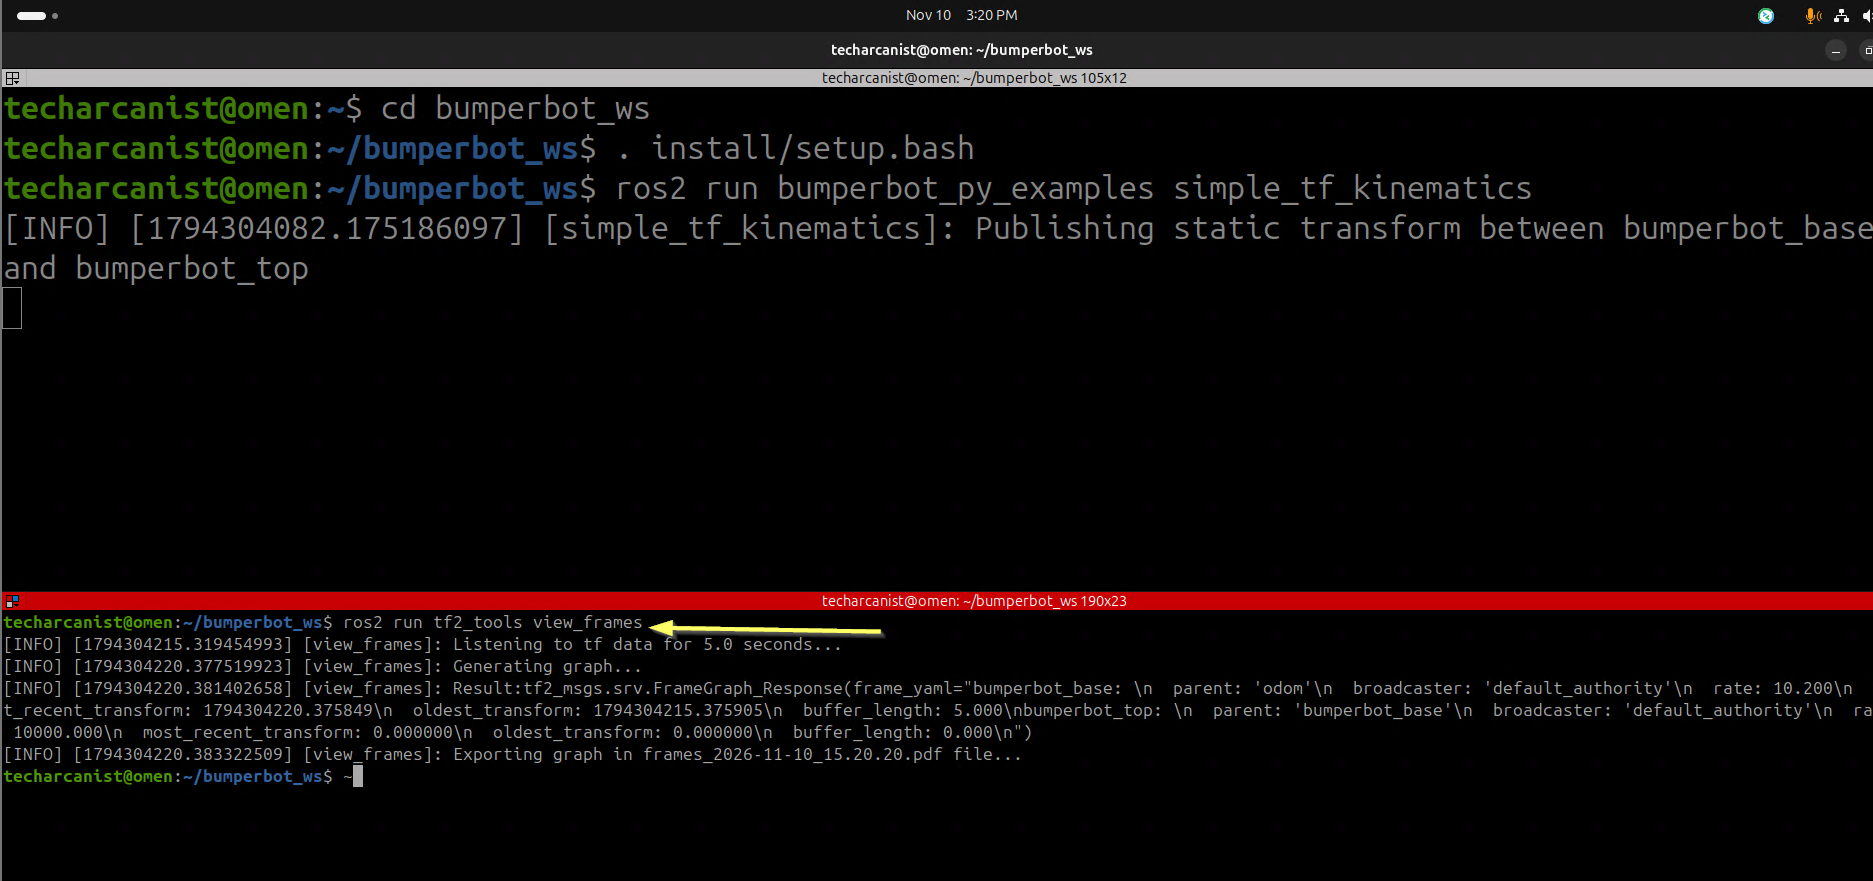 Nov 10 3:20 PM
techarcanist@omen: ~/bumperbot_ws
techarcanist@omen: ~/bumperbot_ws 105x12
techarcanist@omen:~$ cd bumperbot_ws
techarcanist@omen:~/bumperbot_ws$ . install/setup.bash
techarcanist@omen:~/bumperbot_ws$ ros2 run bumperbot_py_examples simple_tf_kinematics
[INFO] [1794304082.175186097] [simple_tf_kinematics]: Publishing static transform between bumperbot_base
and bumperbot_top
techarcanist@omen: ~/bumperbot_ws 190x23
techarcanist@omen:~/bumperbot_ws$ ros2 run tf2_tools view_frames
[INFO] [1794304215.319454993] [view_frames]: Listening to tf data for 5.0 seconds...
[INFO] [1794304220.377519923] [view_frames]: Generating graph...
[INFO] [1794304220.381402658] [view_frames]: Result:tf2_msgs.srv.FrameGraph_Response(frame_yaml="bumperbot_base: \n  parent: 'odom'\n  broadcaster: 'default_authority'\n  rate: 10.200\n
t_recent_transform: 1794304220.375849\n  oldest_transform: 1794304215.375905\n  buffer_length: 5.000\nbumperbot_top: \n  parent: 'bumperbot_base'\n  broadcaster: 'default_authority'\n  ra
10000.000\n  most_recent_transform: 0.000000\n  oldest_transform: 0.000000\n  buffer_length: 0.000\n")
[INFO] [1794304220.383322509] [view_frames]: Exporting graph in frames_2026-11-10_15.20.20.pdf file...
techarcanist@omen:~/bumperbot_ws$ ~